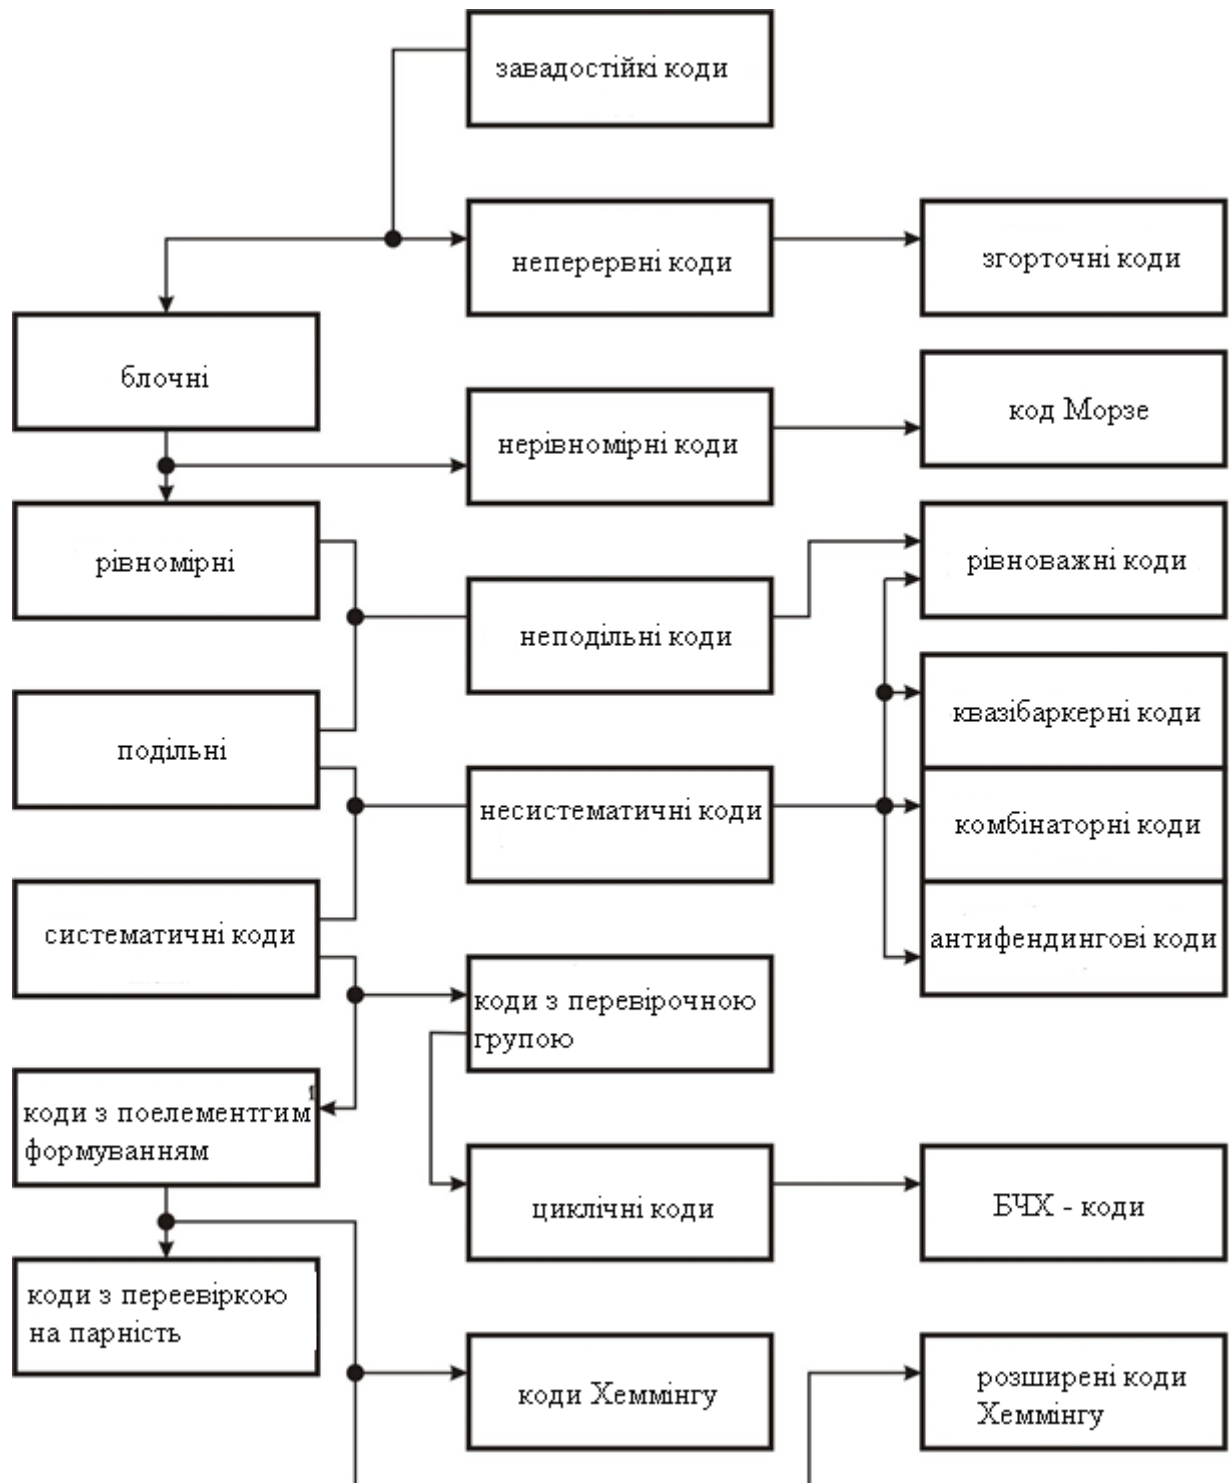 завадостійкі коди
неперервні коди
згорточні коди
блочні
код Морзе
нерівномірні коди
рівномірні
рівноважні коди
неподільні коди
подільні
квазібаркерні коди
несистематичні коди
комбінаторні коди
систематичні коди
антифендингові коди
коди з перевірочною
групою
коди з поелементгим
формуванням
циклічні коди
БЧХ - коди
коди з переевіркою
на парність
коди Хеммінгу
розширені коди
Хеммінгу